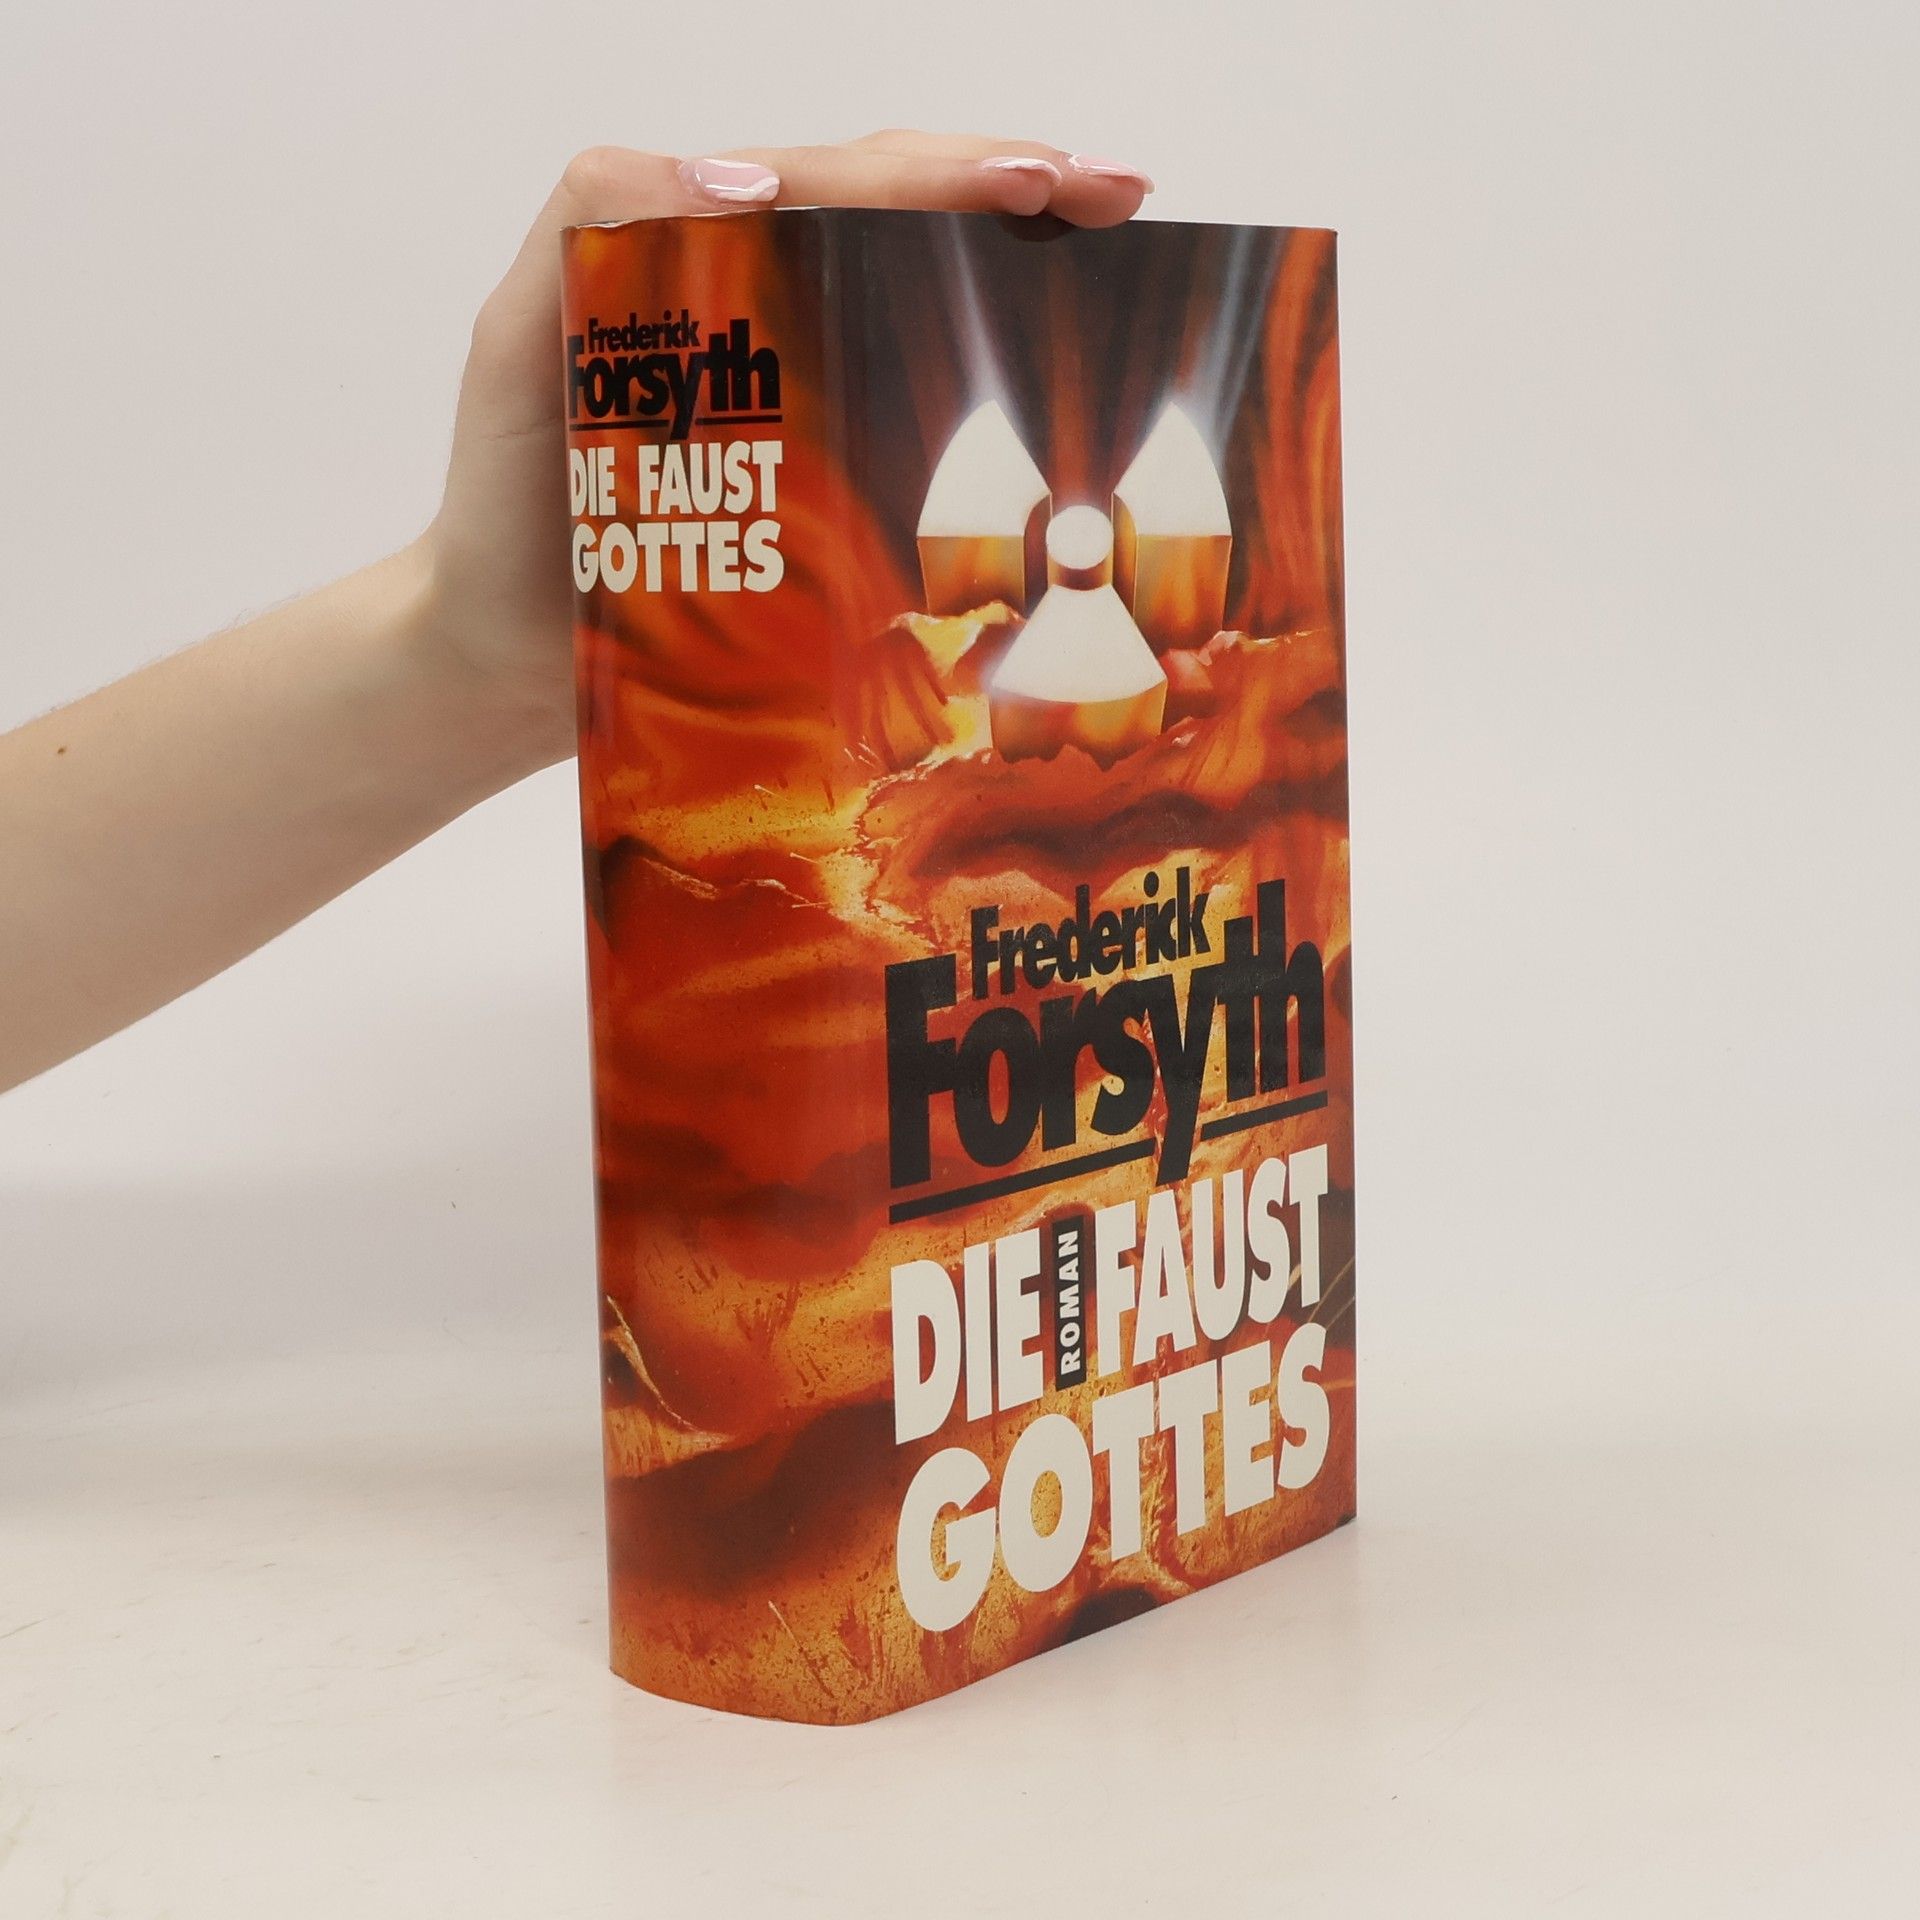 Frederick
Forsyth
DIE FAUST
GOTTES
Frederick
Forsyth
DIE ROMAN FAUST
GOTTES